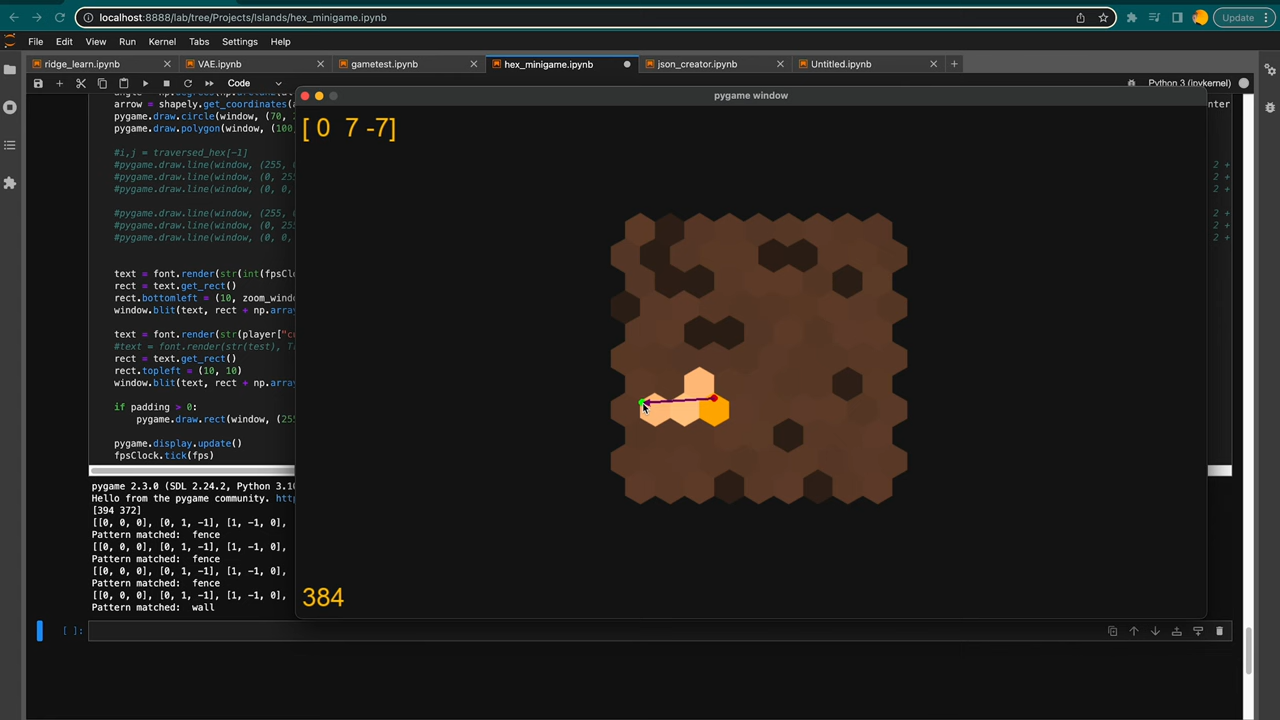 localhost:8888/lab/tree/Projects/Islands/hex_minigame.ipynb
Update
File Edit View Run Kernel Tabs Settings Help
ridge_learn.ipynb VAE.ipynb gametest.ipynb hex_minigame.ipynb json_creator.ipynb Untitled.ipynb
Code
Python 3 (ipykernel)
pygame window
arrow = shapely.get_coordinates(
pygame.draw.circle(window, (70,
pygame.draw.polygon(window, (100
#i,j = traversed_hex[-1]
#pygame.draw.line(window, (255,
#pygame.draw.line(window, (0, 25
#pygame.draw.line(window, (0, 0,
#pygame.draw.line(window, (255,
#pygame.draw.line(window, (0, 25
#pygame.draw.line(window, (0, 0,
text = font.render(str(int(fpsCl
rect = text.get_rect()
rect.bottomleft = (10, zoom_wind
window.blit(text, rect + np.arra
text = font.render(str(player["c
#text = font.render(str(test), T
rect = text.get_rect()
rect.topleft = (10, 10)
window.blit(text, rect + np.arra
if padding > 0:
pygame.draw.rect(window, (25
pygame.display.update()
fpsClock.tick(fps)
[ 0 7 -7]
384
pygame 2.3.0 (SDL 2.24.2, Python 3.1
Hello from the pygame community. htt
[394 372]
[[0, 0, 0], [0, 1, -1], [1, -1, 0],
Pattern matched: fence
[[0, 0, 0], [0, 1, -1], [1, -1, 0],
Pattern matched: fence
[[0, 0, 0], [0, 1, -1], [1, -1, 0],
Pattern matched: fence
[[0, 0, 0], [0, 1, -1], [1, -1, 0],
Pattern matched: wall
[ ]: